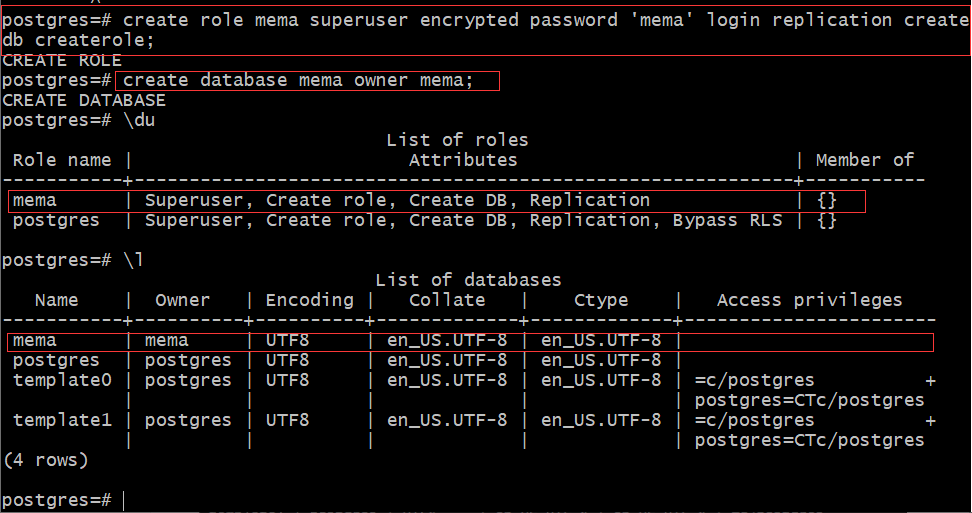 postgres=# create role mema superuser encrypted password 'mema' login replication create
db createrole;
CREATE ROLE
postgres=# create database mema owner mema;
CREATE DATABASE
postgres=# \du
                                      List of roles
 Role name |                         Attributes                         | Member of
-----------+------------------------------------------------------------+-----------
 mema      | Superuser, Create role, Create DB, Replication             | {}
 postgres  | Superuser, Create role, Create DB, Replication, Bypass RLS | {}
postgres=# \l
                                  List of databases
   Name    |  Owner   | Encoding |   Collate   |    Ctype    |   Access privileges
-----------+----------+----------+-------------+-------------+-----------------------
 mema      | mema     | UTF8     | en_US.UTF-8 | en_US.UTF-8 |
 postgres  | postgres | UTF8     | en_US.UTF-8 | en_US.UTF-8 |
 template0 | postgres | UTF8     | en_US.UTF-8 | en_US.UTF-8 | =c/postgres          +
           |          |          |             |             | postgres=CTc/postgres
 template1 | postgres | UTF8     | en_US.UTF-8 | en_US.UTF-8 | =c/postgres          +
           |          |          |             |             | postgres=CTc/postgres
(4 rows)
postgres=#